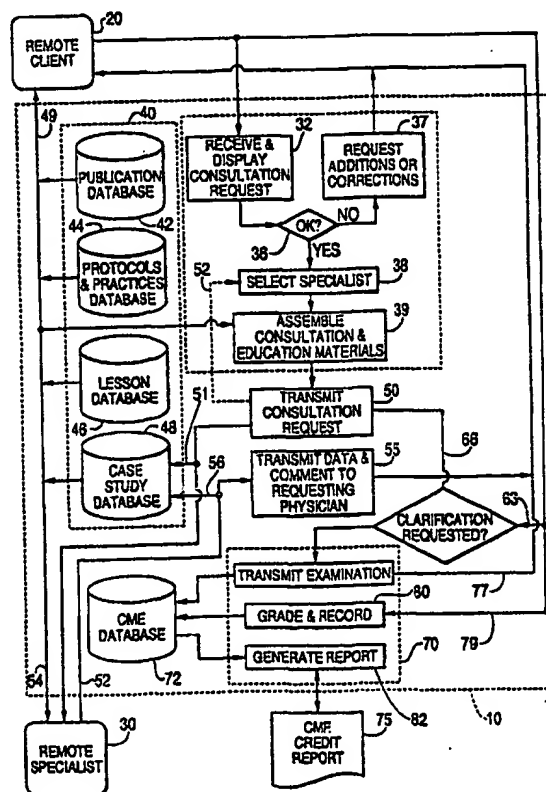 20
REMOTE
CLIENT
49
40
32
37
RECEIVE &
DISPLAY
CONSULTATION
REQUEST
REQUEST
ADDITIONS OR
CORRECTIONS
PUBLICATION
DATABASE
44
42
OK?
NO
36
YES
52
SELECT SPECIALIST
38
PROTOCOLS
& PRACTICES
DATABASE
39
ASSEMBLE
CONSULTATION &
EDUCATION MATERIALS
LESSON
DATABASE
46
48
51
50
TRANSMIT
CONSULTATION
REQUEST
66
CASE
STUDY
DATABASE
56
55
TRANSMIT DATA &
COMMENT TO
REQUESTING
PHYSICIAN
63
CLARIFICATION
REQUESTED?
TRANSMIT EXAMINATION
77
CME
DATABASE
80
GRADE & RECORD
79
GENERATE REPORT
70
72
82
54
52
10
30
REMOTE
SPECIALIST
75
CME
CREDIT
REPORT